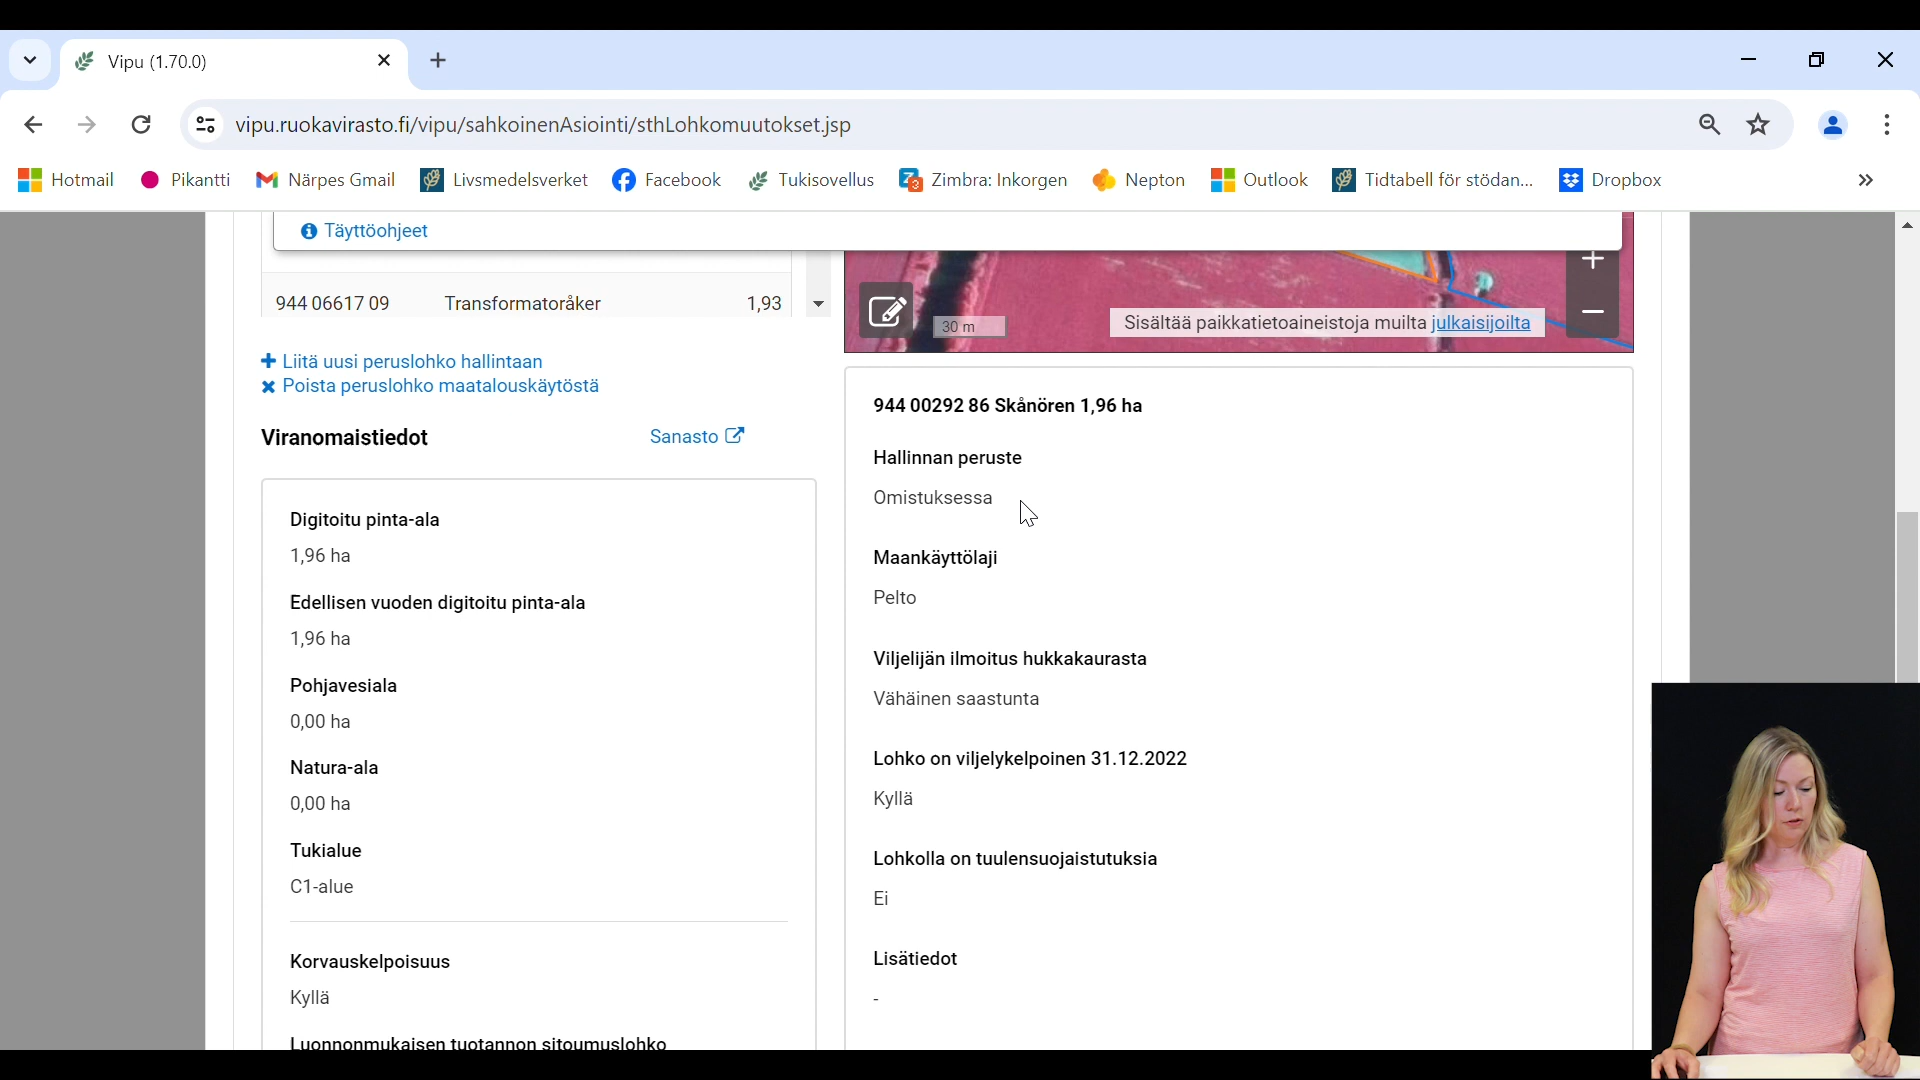 Vipu (1.70.0)
vipu.ruokavirasto.fi/vipu/sahkoinenAsiointi/sthLohkomuutokset.jsp
Hotmail Pikantti Närpes Gmail Livsmedelsverket Facebook Tukisovellus Zimbra: Inkorgen Nepton Outlook Tidtabell för stödan... Dropbox »
Täyttöohjeet
944 06617 09 Transformatoråker 1,93
30 m
Sisältää paikkatietoaineistoja muilta julkaisijoilta
Liitä uusi peruslohko hallintaan
Poista peruslohko maatalouskäytöstä
Viranomaistiedot Sanasto
Digitoitu pinta-ala
1,96 ha
Edellisen vuoden digitoitu pinta-ala
1,96 ha
Pohjavesiala
0,00 ha
Natura-ala
0,00 ha
Tukialue
C1-alue
Korvauskelpoisuus
Kyllä
Luonnonmukaisen tuotannon sitoumuslohko
944 00292 86 Skånören 1,96 ha
Hallinnan peruste
Omistuksessa
Maankäyttölaji
Pelto
Viljelijän ilmoitus hukkakaurasta
Vähäinen saastunta
Lohko on viljelykelpoinen 31.12.2022
Kyllä
Lohkolla on tuulensuojaistutuksia
Ei
Lisätiedot
-